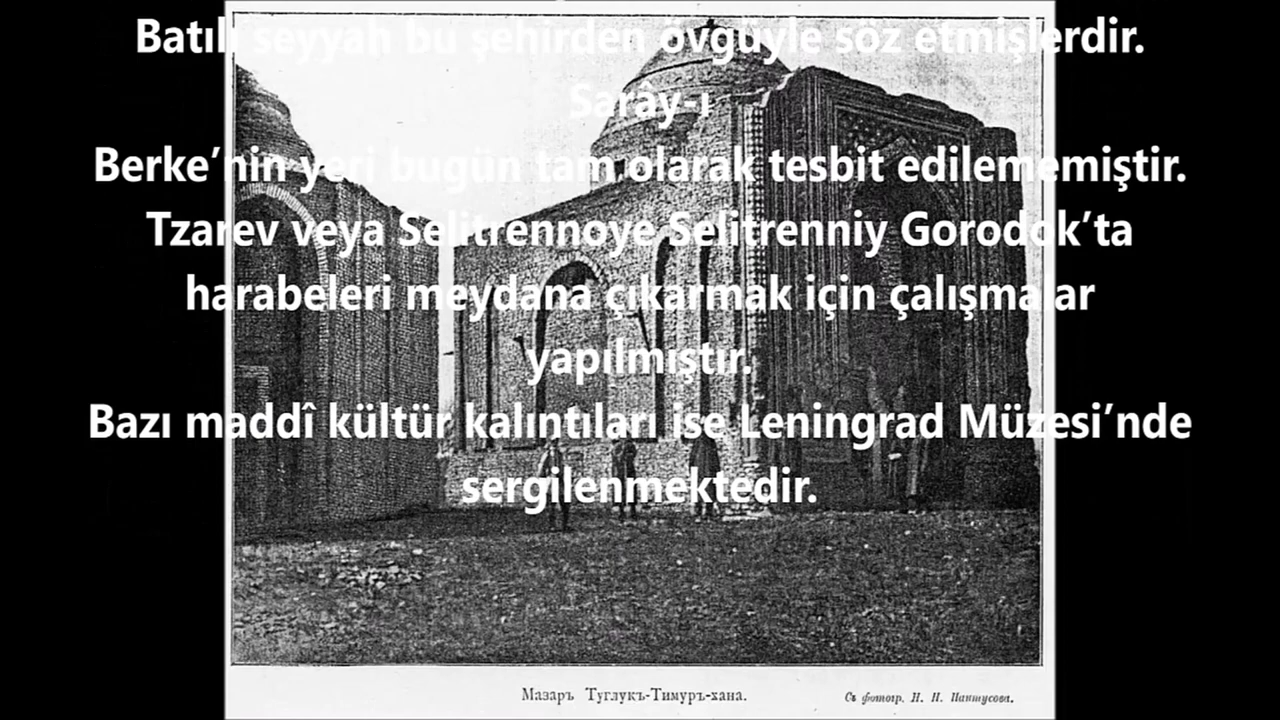 Batılı seyyah bu şehirden övgüyle söz etmişlerdir.
Sarây-ı
Berke’nin yeri bugün tam olarak tesbit edilememiştir.
Tzarev veya Selitrennoye Selitrenniy Gorodok’ta
harabeleri meydana çıkarmak için çalışmalar
yapılmıştır.
Bazı maddî kültür kalıntıları ise Leningrad Müzesi’nde
sergilenmektedir.
Мазаръ Туглукъ-Тимуръ-хана.
Съ фотогр. Н. Н. Пантусова.